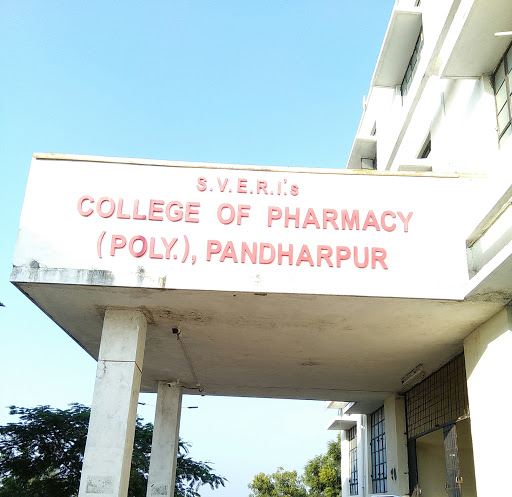 S.V.E.R.I.'s
COLLEGE OF PHARMACY
(POLY.), PANDHARPUR